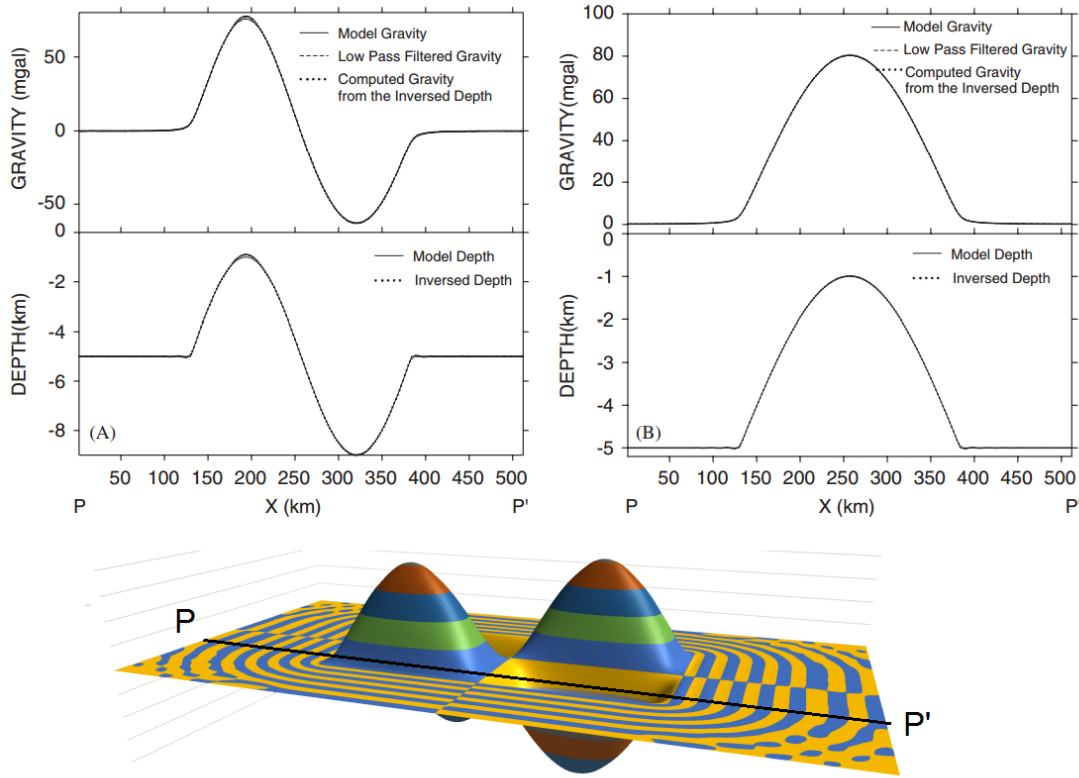 50
0
-50
0
-2
-4
-6
-8
GRAVITY (mgal)
DEPTH(km)
Model Gravity
Low Pass Filtered Gravity
Computed Gravity
from the Inversed Depth
Model Depth
Inversed Depth
(A)
50 100 150 200 250 300 350 400 450 500
P X (km) P'
100
80
60
40
20
0
0
-1
-2
-3
-4
-5
GRAVITY(mgal)
DEPTH(km)
Model Gravity
Low Pass Filtered Gravity
Computed Gravity
from the Inversed Depth
Model Depth
Inversed Depth
(B)
50 100 150 200 250 300 350 400 450 500
P X (km) P'
P
P'